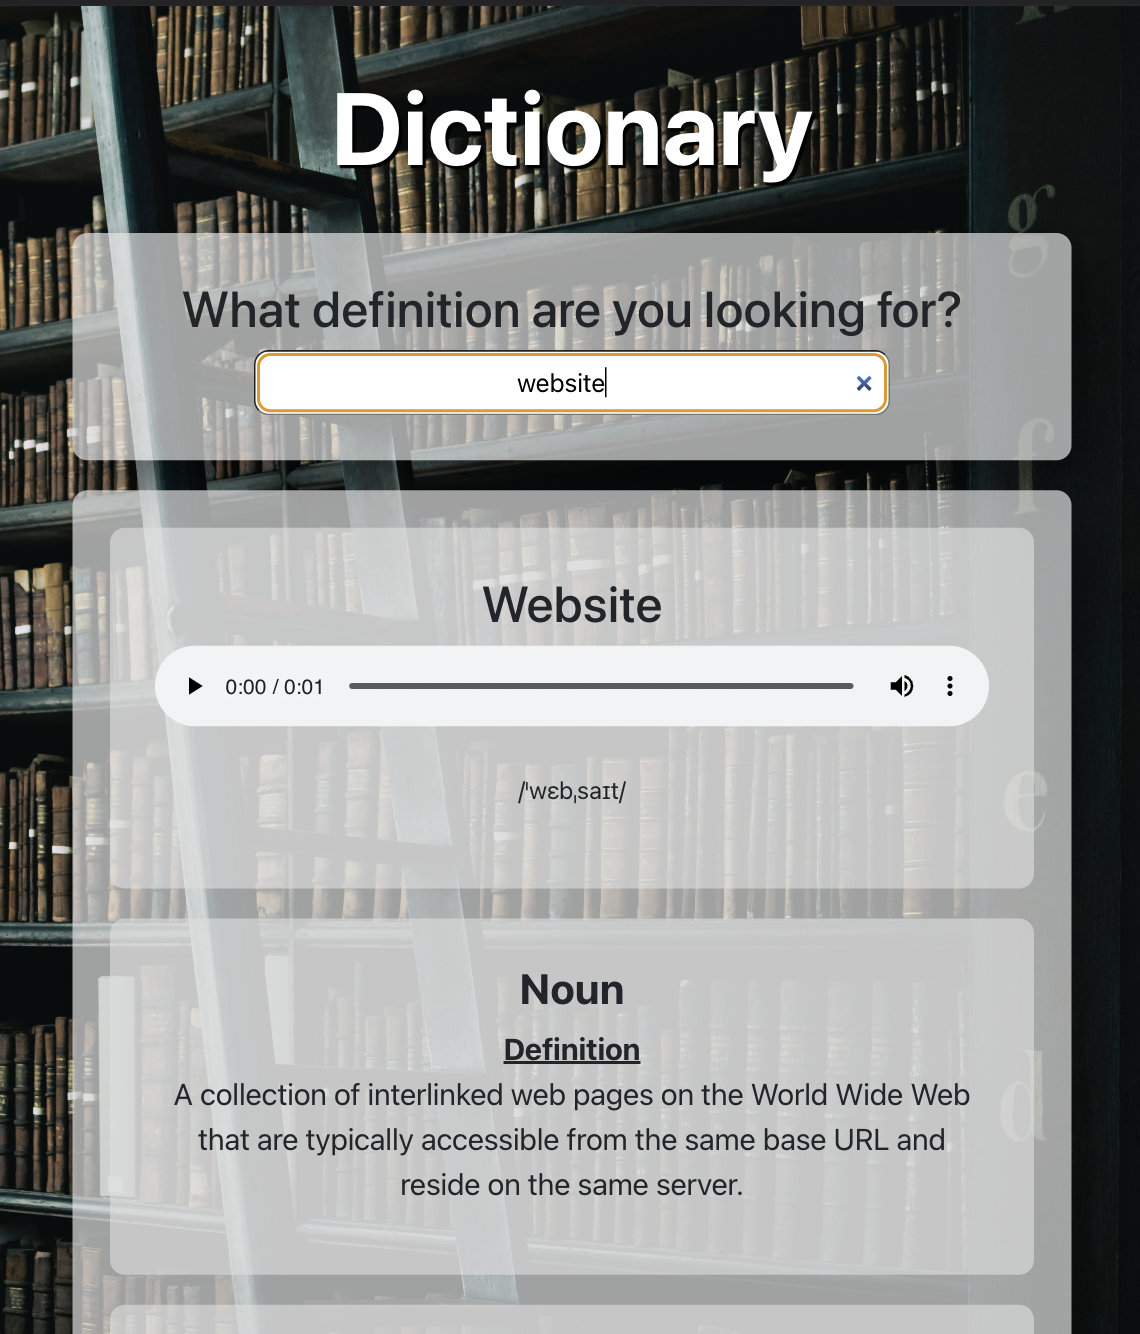 Dictionary
What definition are you looking for?
website
Website
0:00 / 0:01
/ˈwɛbˌsaɪt/
Noun
Definition
A collection of interlinked web pages on the World Wide Web
that are typically accessible from the same base URL and
reside on the same server.
g
f
e
d